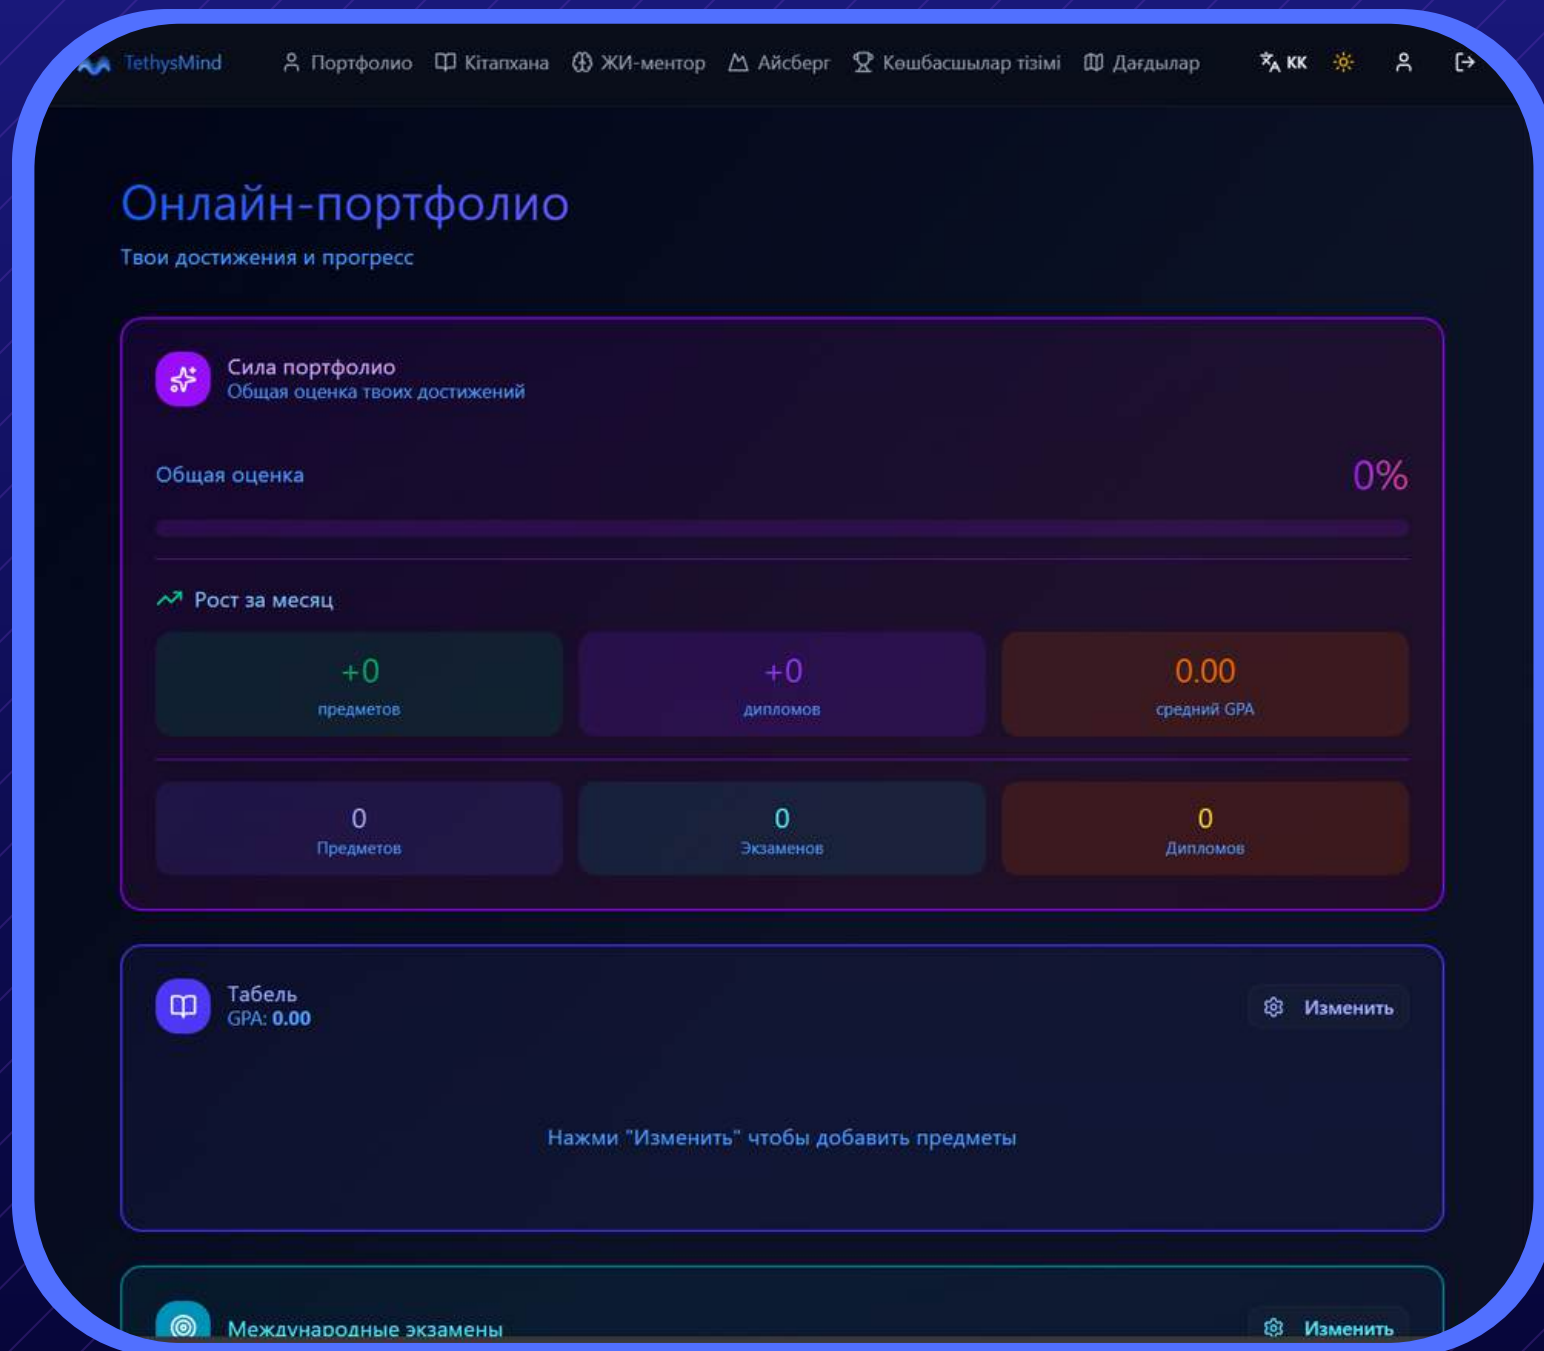 TethysMind Портфолио Кітапхана ЖИ-ментор Айсберг Көшбасшылар тізімі Дағдылар KK
Онлайн-портфолио
Твои достижения и прогресс
Сила портфолио
Общая оценка твоих достижений
Общая оценка 0%
Рост за месяц
+0 +0 0.00
предметов дипломов средний GPA
0 0 0
Предметов Экзаменов Дипломов
Табель
GPA: 0.00
Изменить
Нажми "Изменить" чтобы добавить предметы
Международные экзамены Изменить